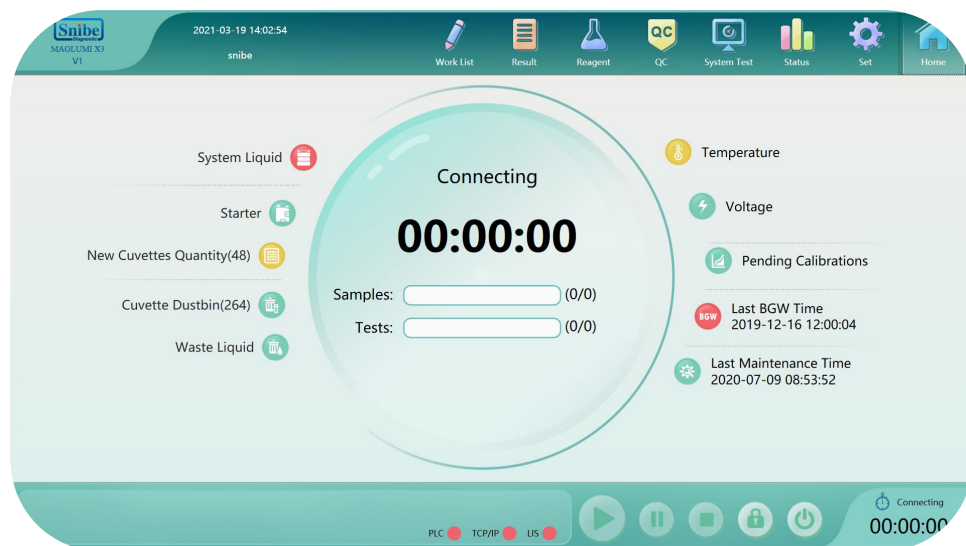 Snibe
Diagnostic
MAGLUMI X3
V1
2021-03-19 14:02:54
snibe
Work List
Result
Reagent
QC
QC
System Test
Status
Set
Home
System Liquid
Starter
New Cuvettes Quantity(48)
Cuvette Dustbin(264)
Waste Liquid
Connecting
00:00:00
Samples: (0/0)
Tests: (0/0)
Temperature
Voltage
Pending Calibrations
BGW
Last BGW Time
2019-12-16 12:00:04
Last Maintenance Time
2020-07-09 08:53:52
PLC TCP/IP LIS
Connecting
00:00:00